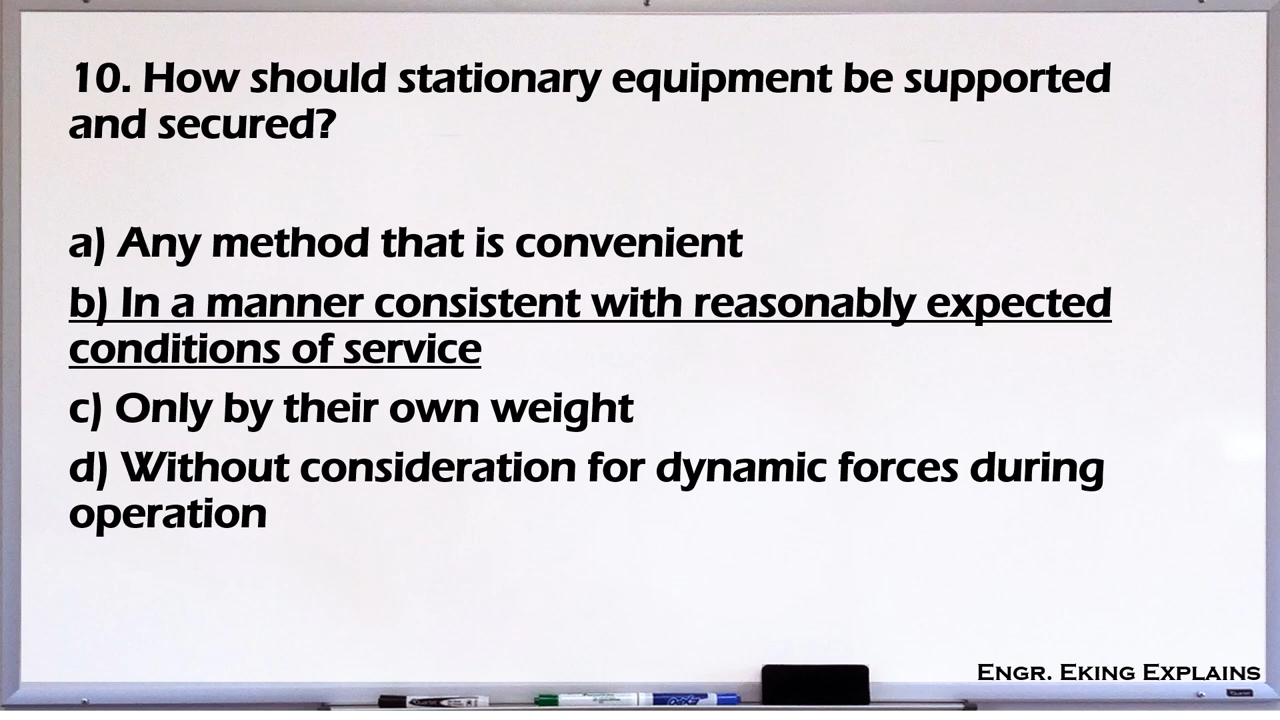 10. How should stationary equipment be supported
and secured?
a) Any method that is convenient
b) In a manner consistent with reasonably expected
conditions of service
c) Only by their own weight
d) Without consideration for dynamic forces during
operation
Engr. Eking Explains